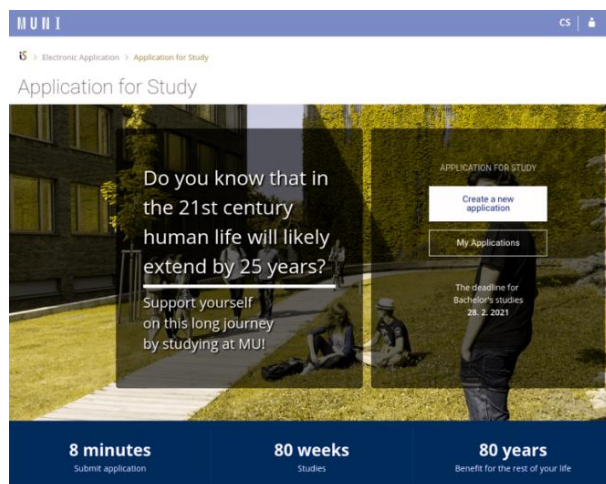 MUNI
CS
iS > Electronic Application > Application for Study
Application for Study
Do you know that in
the 21st century
human life will likely
extend by 25 years?
Support yourself
on this long journey
by studying at MU!
APPLICATION FOR STUDY
Create a new
application
My Applications
The deadline for
Bachelor's studies
28. 2. 2021
8 minutes
Submit application
80 weeks
Studies
80 years
Benefit for the rest of your life